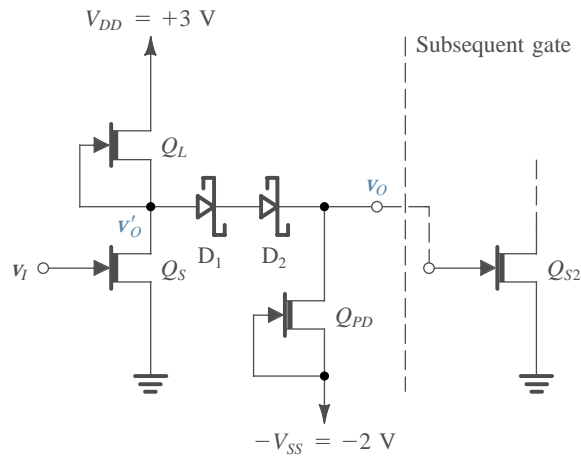 V_DD = +3 V
Subsequent gate
Q_L
v'_O
D_1
D_2
v_O
v_I
Q_S
Q_S2
Q_PD
−V_SS = −2 V